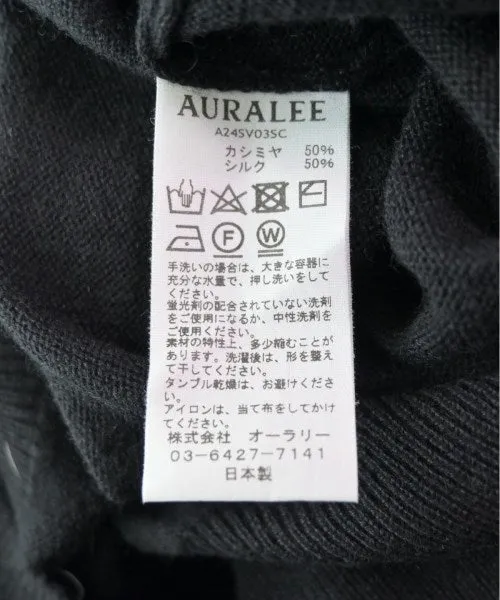 AURALEE
A24SV03SC
カシミヤ 50%
シルク 50%
F W
手洗いの場合は、大きな容器に
充分な水量で、押し洗いをして
ください。
蛍光剤の配合されていない洗剤
をご使用になるか、中性洗剤を
ご使用ください。
素材の特性上、多少縮むことが
あります。洗濯後は、形を整え
て干してください。
タンブル乾燥は、お避けくださ
い。
アイロンは、当て布をしてかけ
てください。
株式会社 オーラリー
03-6427-7141
日本製